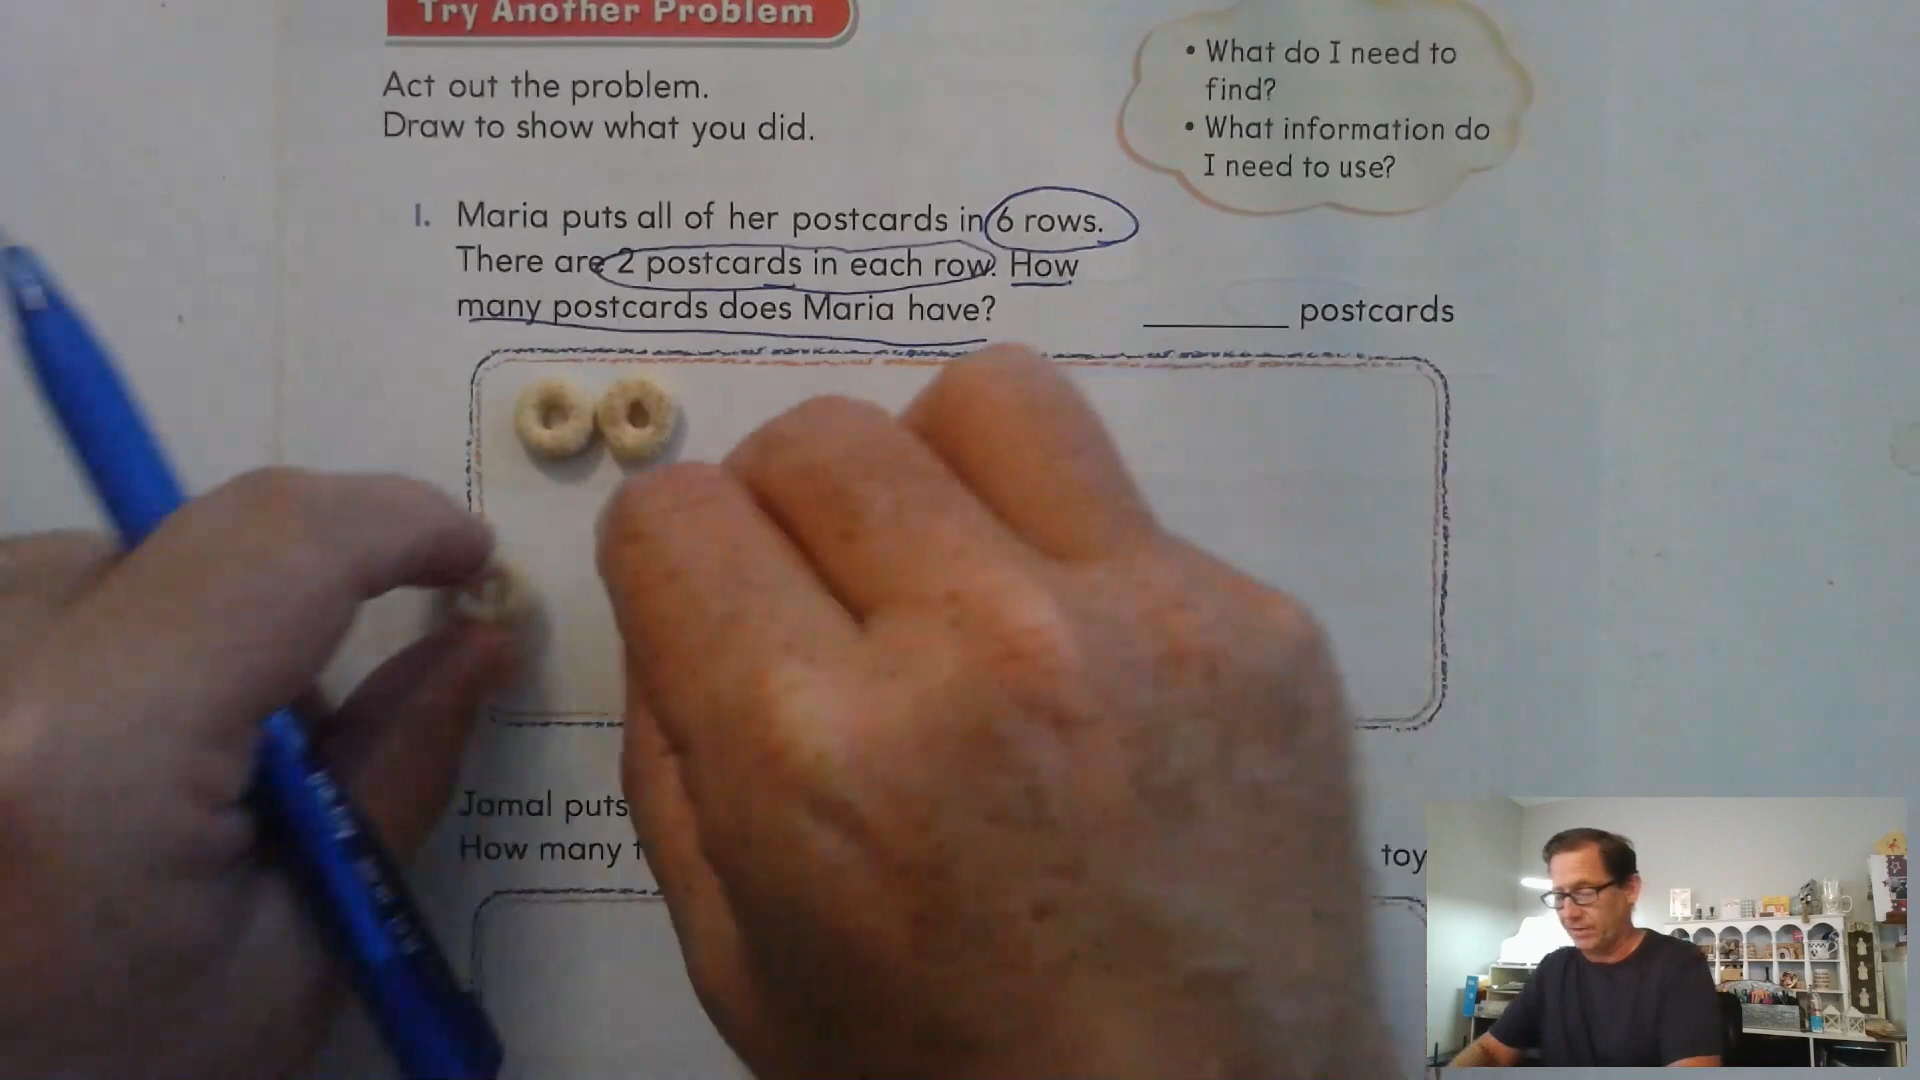 Try Another Problem
Act out the problem.
Draw to show what you did.
• What do I need to
find?
• What information do
I need to use?
1. Maria puts all of her postcards in 6 rows.
There are 2 postcards in each row. How
many postcards does Maria have?
_______ postcards
Jamal puts
How many
toy